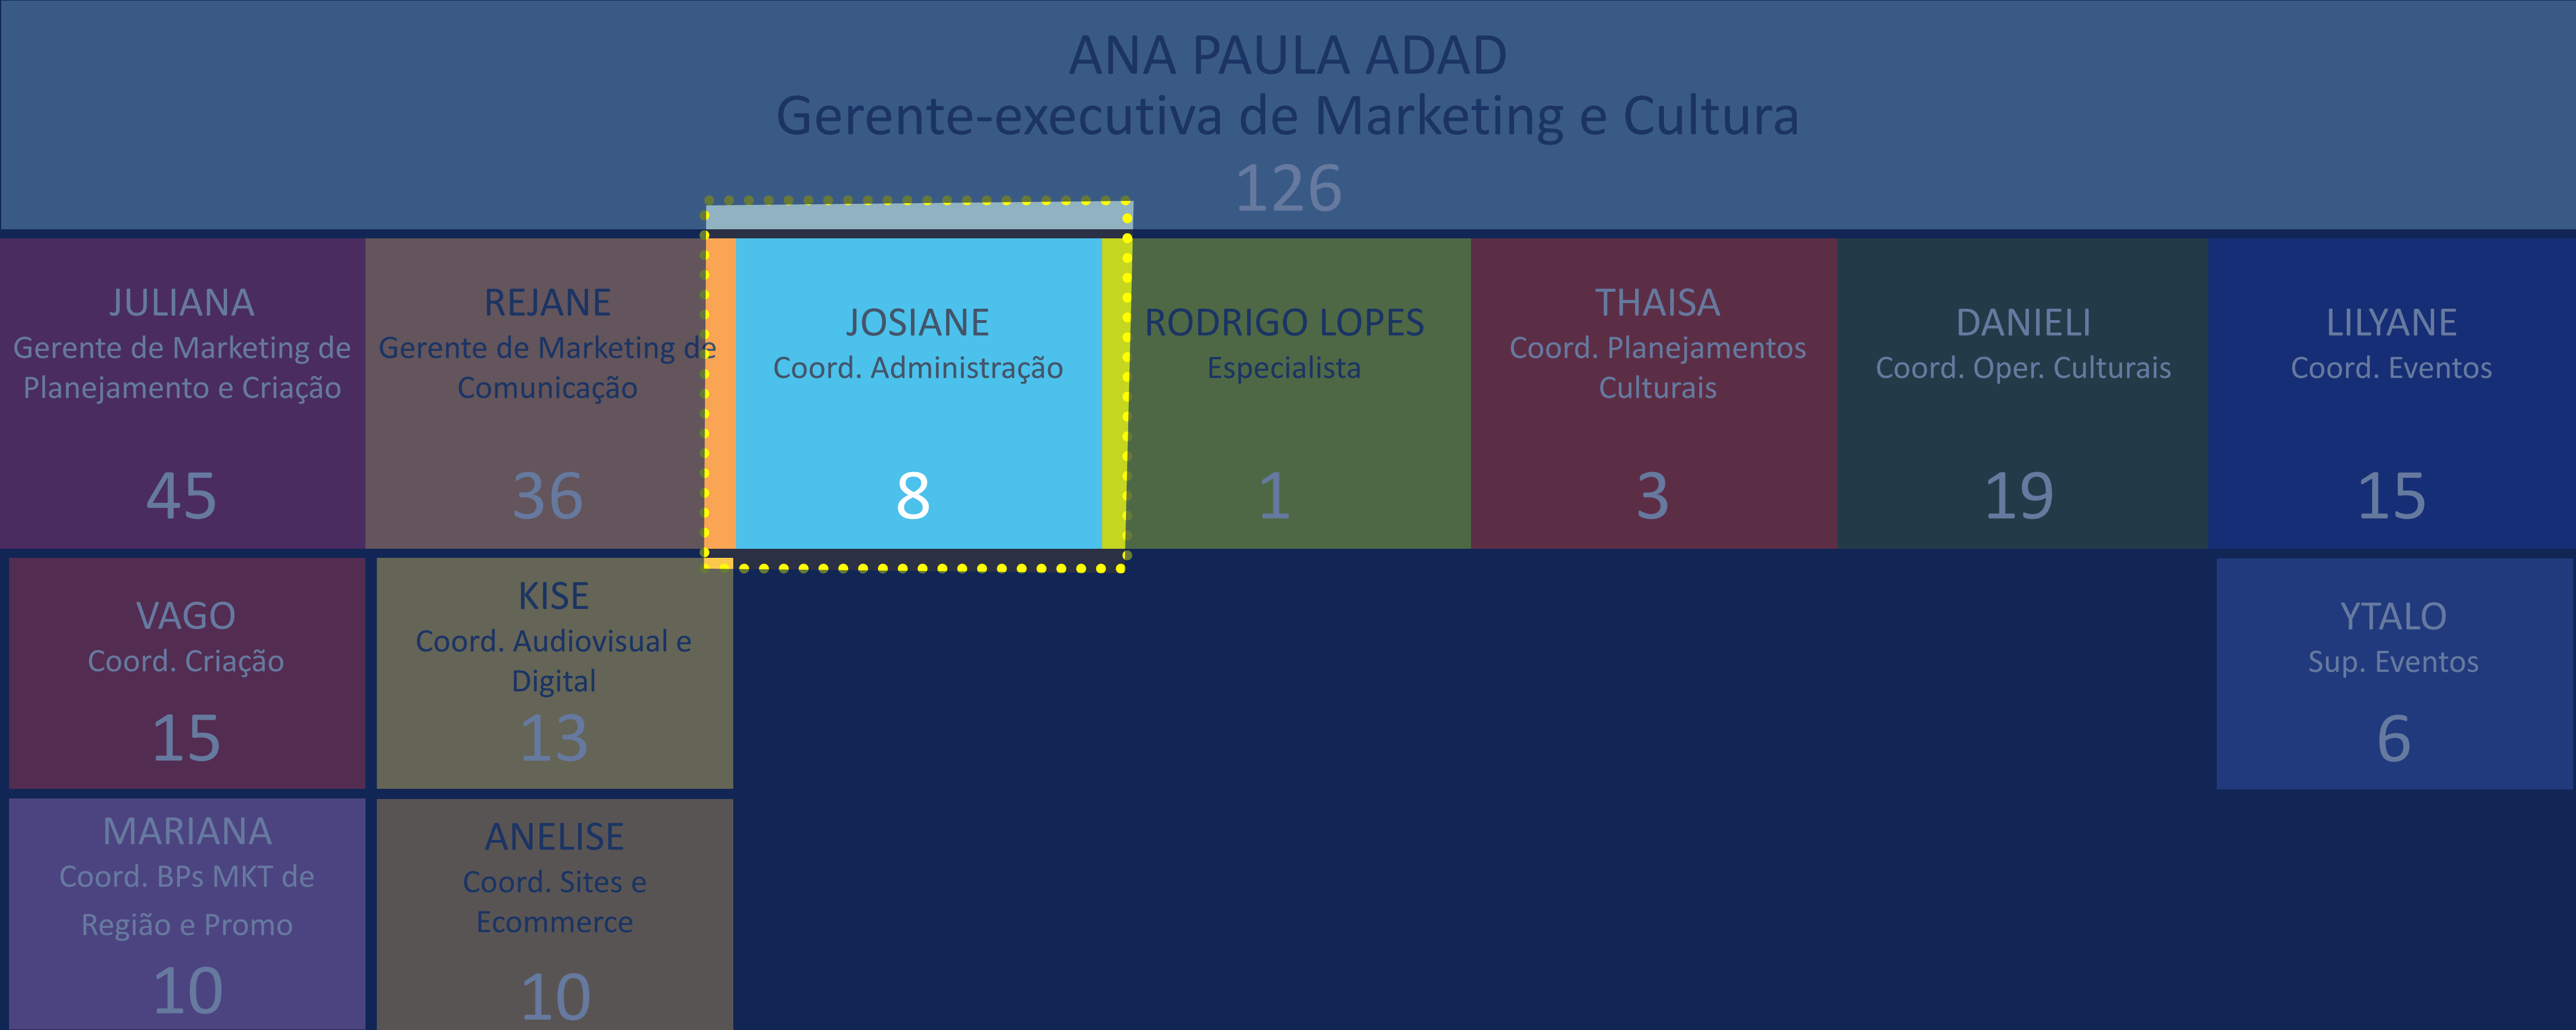 ANA PAULA ADAD
Gerente-executiva de Marketing e Cultura
126
JULIANA
Gerente de Marketing de
Planejamento e Criação
45
REJANE
Gerente de Marketing de
Comunicação
36
JOSIANE
Coord. Administração
8
RODRIGO LOPES
Especialista
1
THAISA
Coord. Planejamentos
Culturais
3
DANIELI
Coord. Oper. Culturais
19
LILYANE
Coord. Eventos
15
VAGO
Coord. Criação
15
KISE
Coord. Audiovisual e
Digital
13
YTALO
Sup. Eventos
6
MARIANA
Coord. BPs MKT de
Região e Promo
10
ANELISE
Coord. Sites e
Ecommerce
10